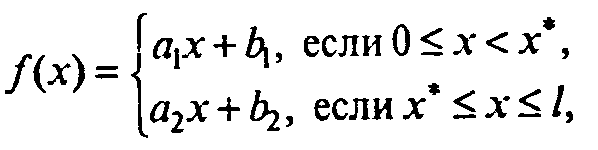 f(x) = { a₁x + b₁, если 0 ≤ x < x*,
a₂x + b₂, если x* ≤ x ≤ l,